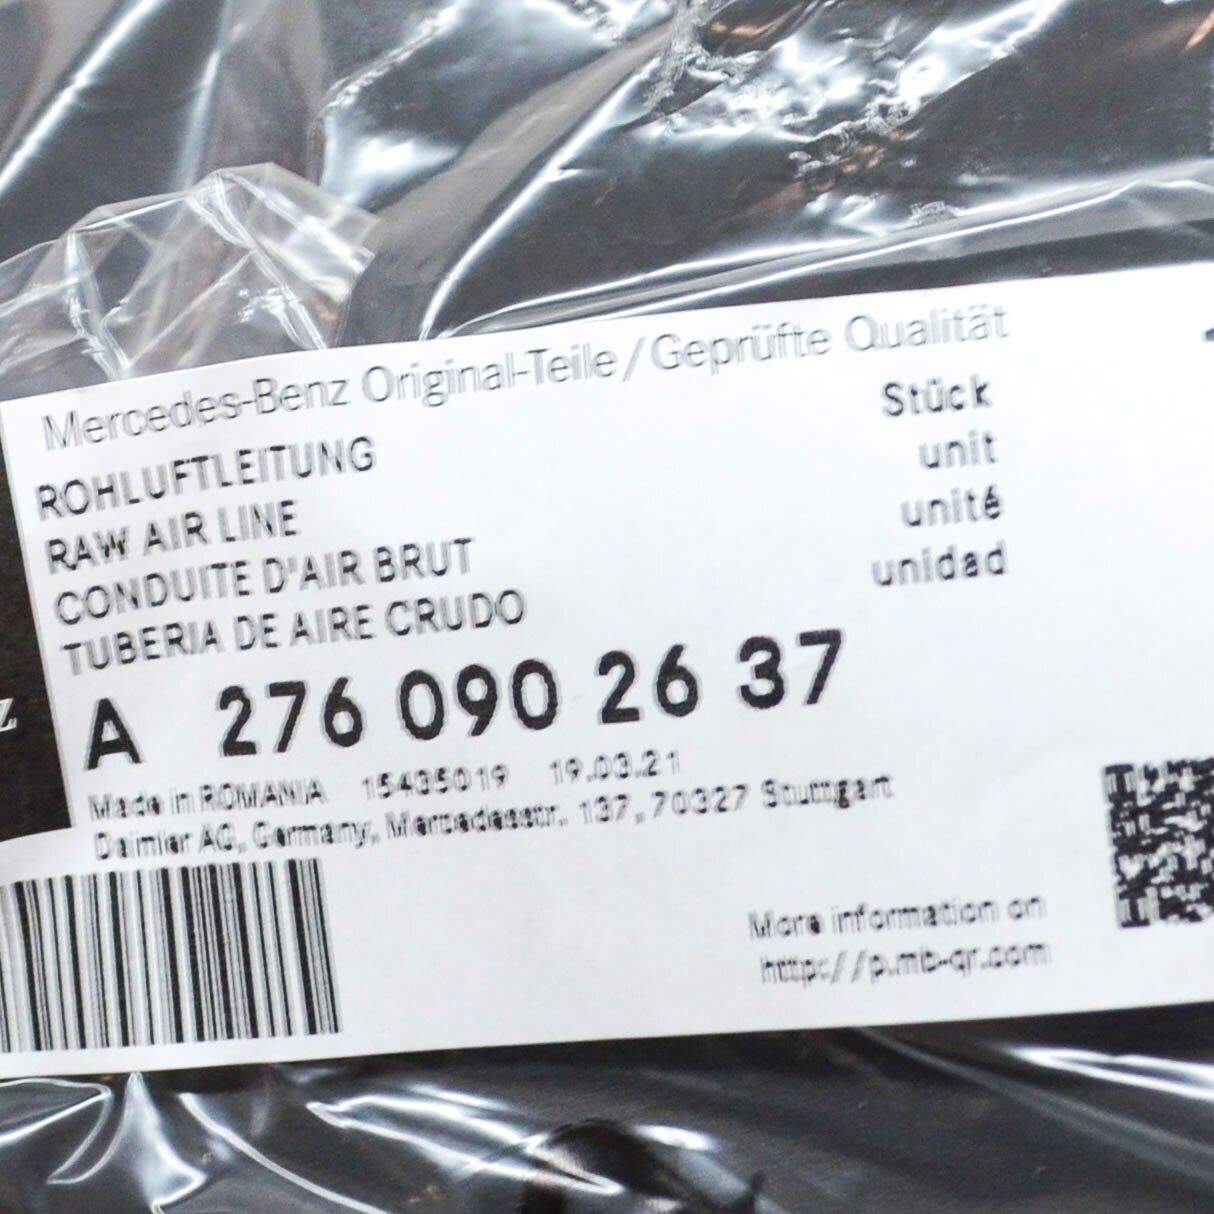 Mercedes-Benz Original-Teile/Geprüfte Qualität
ROHLUFTLEITUNG
RAW AIR LINE
CONDUITE D'AIR BRUT
TUBERIA DE AIRE CRUDO
Stück
unit
unité
unidad
A 276 090 26 37
Made in ROMANIA 15435019 19.03.21
Daimler AG, Germany, Mercedesstr. 137, 70327 Stuttgart
More information on
http://p.mb-qr.com